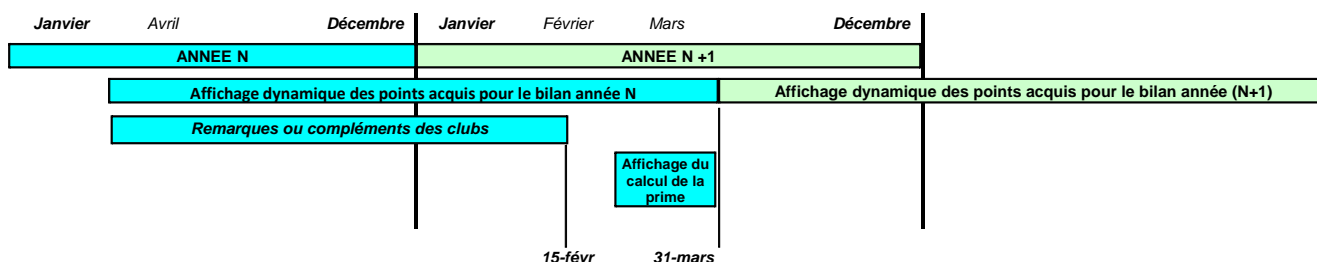 Janvier Avril Décembre Janvier Février Mars Décembre
ANNEE N ANNEE N +1
Affichage dynamique des points acquis pour le bilan année N Affichage dynamique des points acquis pour le bilan année (N+1)
Remarques ou compléments des clubs
Affichage du
calcul de la
prime
15-févr 31-mars